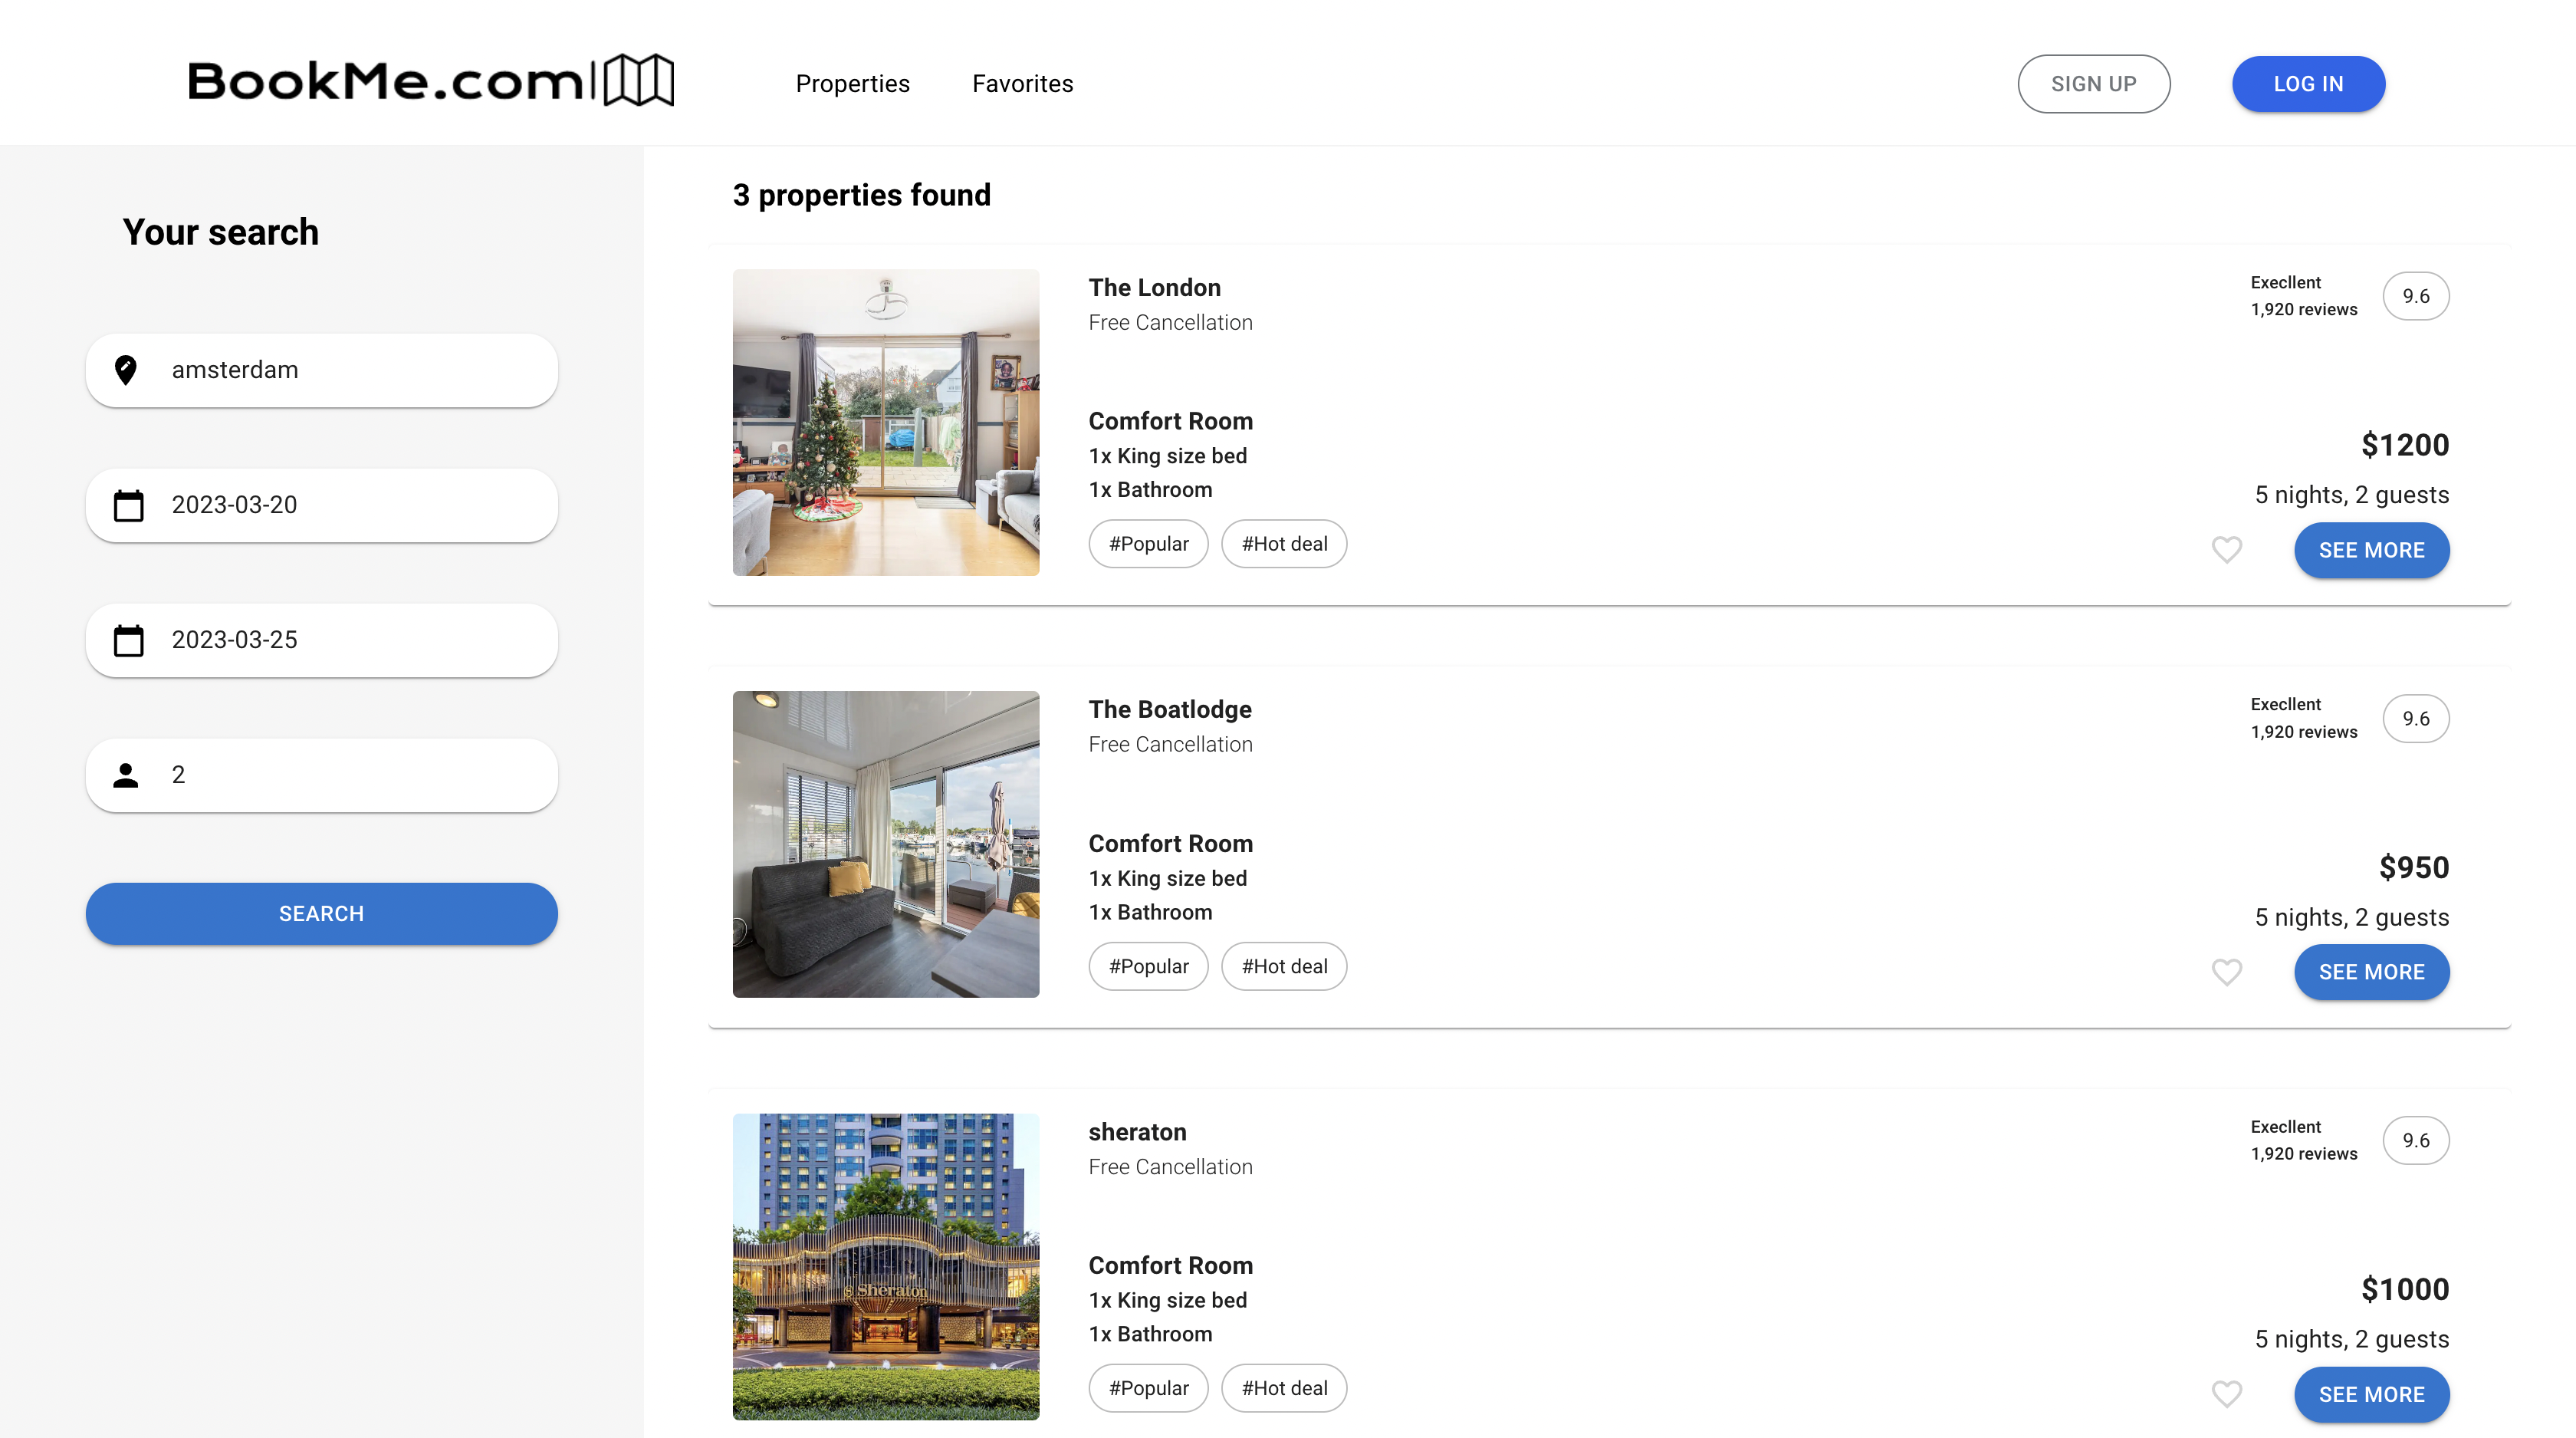 BookMe.com
Properties
Favorites
SIGN UP
LOG IN
Your search
amsterdam
2023-03-20
2023-03-25
2
SEARCH
3 properties found
The London
Free Cancellation
Execllent
1,920 reviews
9.6
Comfort Room
1x King size bed
1x Bathroom
#Popular
#Hot deal
$1200
5 nights, 2 guests
SEE MORE
The Boatlodge
Free Cancellation
Execllent
1,920 reviews
9.6
Comfort Room
1x King size bed
1x Bathroom
#Popular
#Hot deal
$950
5 nights, 2 guests
SEE MORE
Sheraton
sheraton
Free Cancellation
Execllent
1,920 reviews
9.6
Comfort Room
1x King size bed
1x Bathroom
#Popular
#Hot deal
$1000
5 nights, 2 guests
SEE MORE